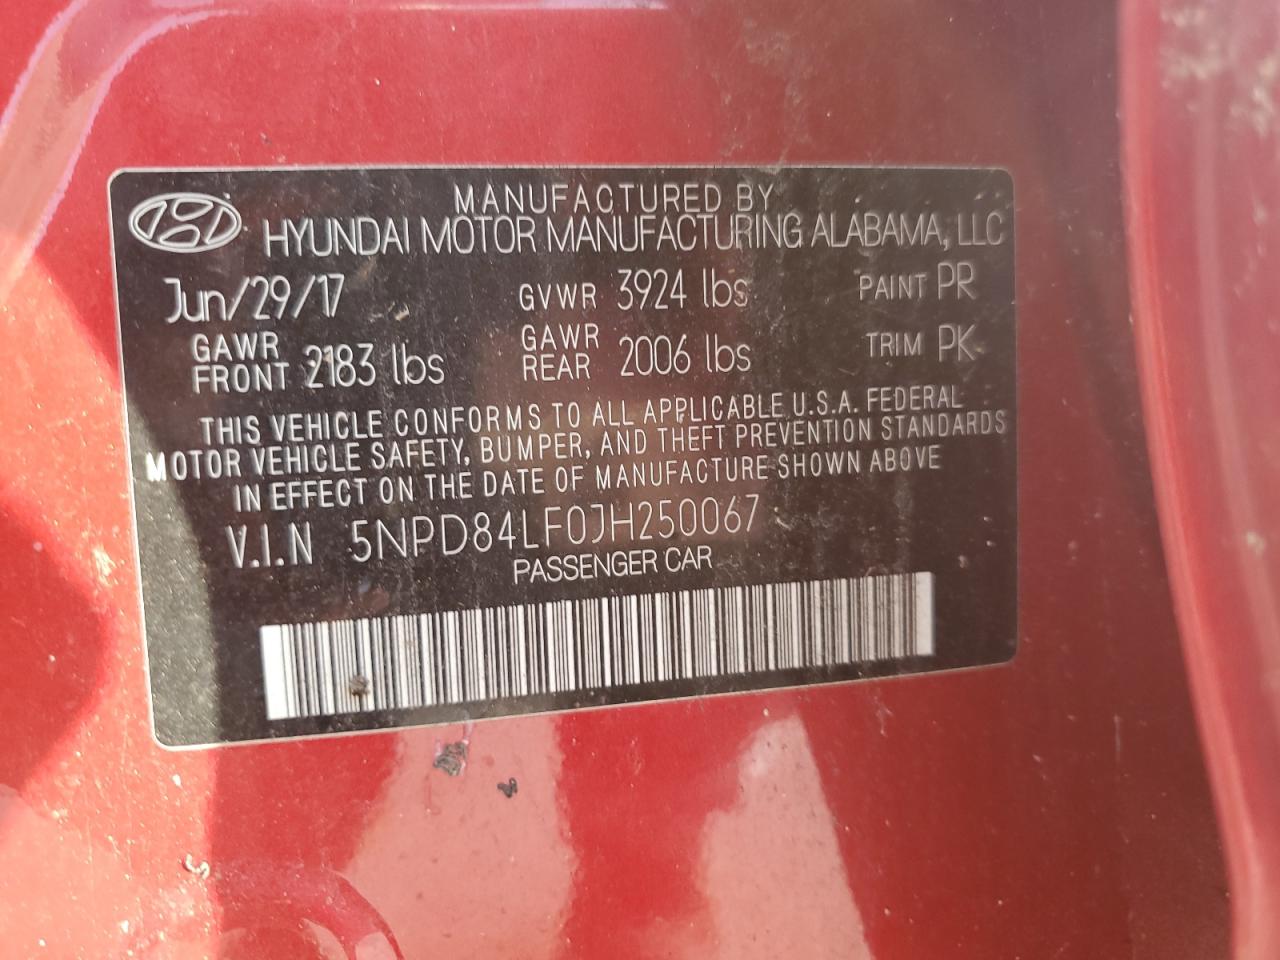 MANUFACTURED BY
HYUNDAI MOTOR MANUFACTURING ALABAMA, LLC
Jun/29/17 GVWR 3924 lbs PAINT PR
GAWR FRONT 2183 lbs GAWR REAR 2006 lbs TRIM PK
THIS VEHICLE CONFORMS TO ALL APPLICABLE U.S.A. FEDERAL
MOTOR VEHICLE SAFETY, BUMPER, AND THEFT PREVENTION STANDARDS
IN EFFECT ON THE DATE OF MANUFACTURE SHOWN ABOVE
V.I.N 5NPD84LF0JH250067
PASSENGER CAR